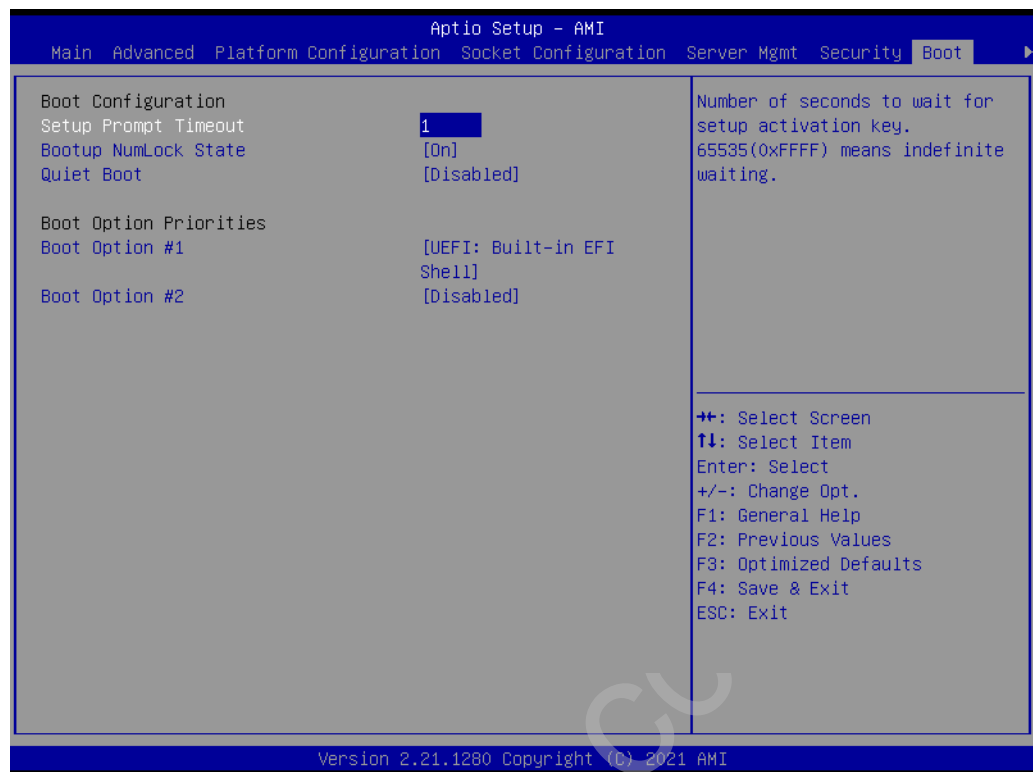 Aptio Setup – AMI
Main Advanced Platform Configuration Socket Configuration Server Mgmt Security Boot
Boot Configuration
Setup Prompt Timeout 1
Bootup NumLock State [On]
Quiet Boot [Disabled]
Boot Option Priorities
Boot Option #1 [UEFI: Built-in EFI
Shell]
Boot Option #2 [Disabled]
Number of seconds to wait for
setup activation key.
65535(0xFFFF) means indefinite
waiting.
→←: Select Screen
↑↓: Select Item
Enter: Select
+/-: Change Opt.
F1: General Help
F2: Previous Values
F3: Optimized Defaults
F4: Save & Exit
ESC: Exit
Version 2.21.1280 Copyright (C) 2021 AMI